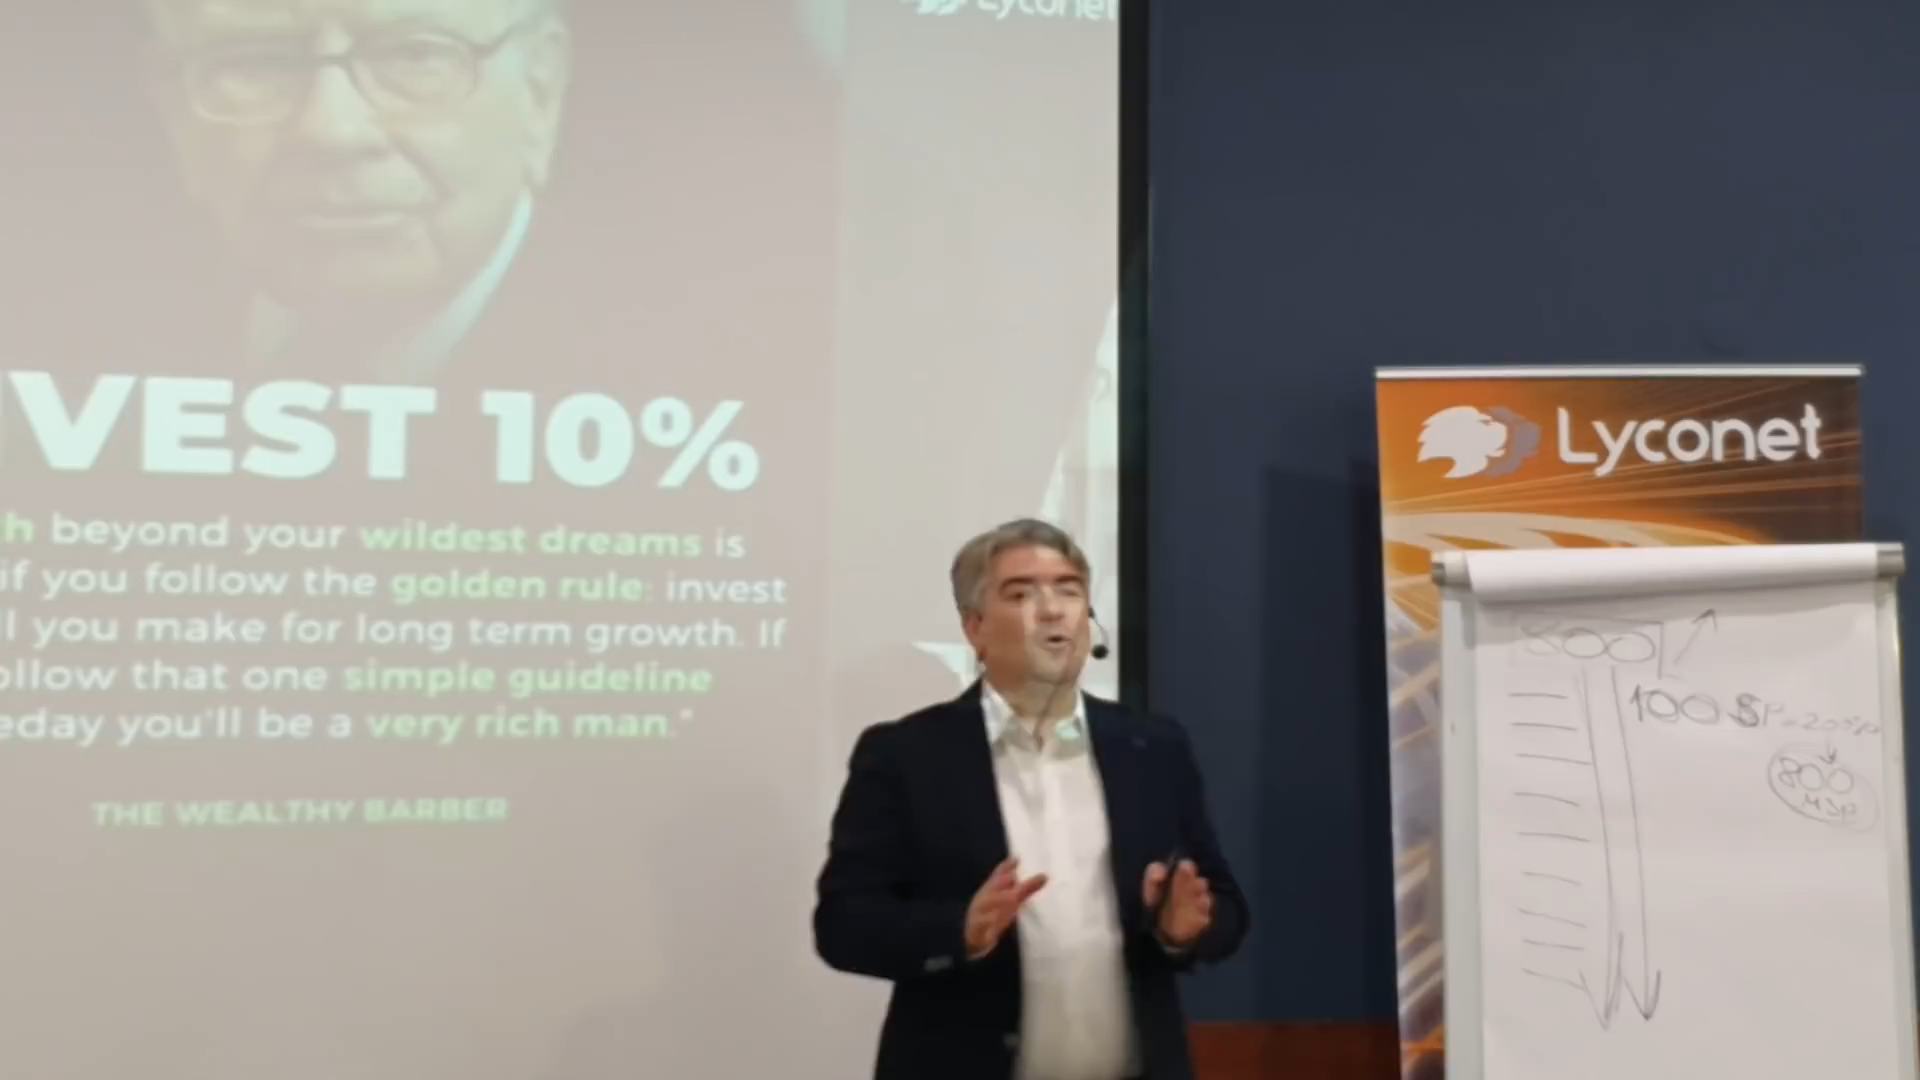 Lyconet
VEST 10%
h beyond your wildest dreams is
if you follow the golden rule: invest
ll you make for long term growth. If
ollow that one simple guideline
eday you'll be a very rich man."
THE WEALTHY BARBER
Lyconet
800
100 SP
800